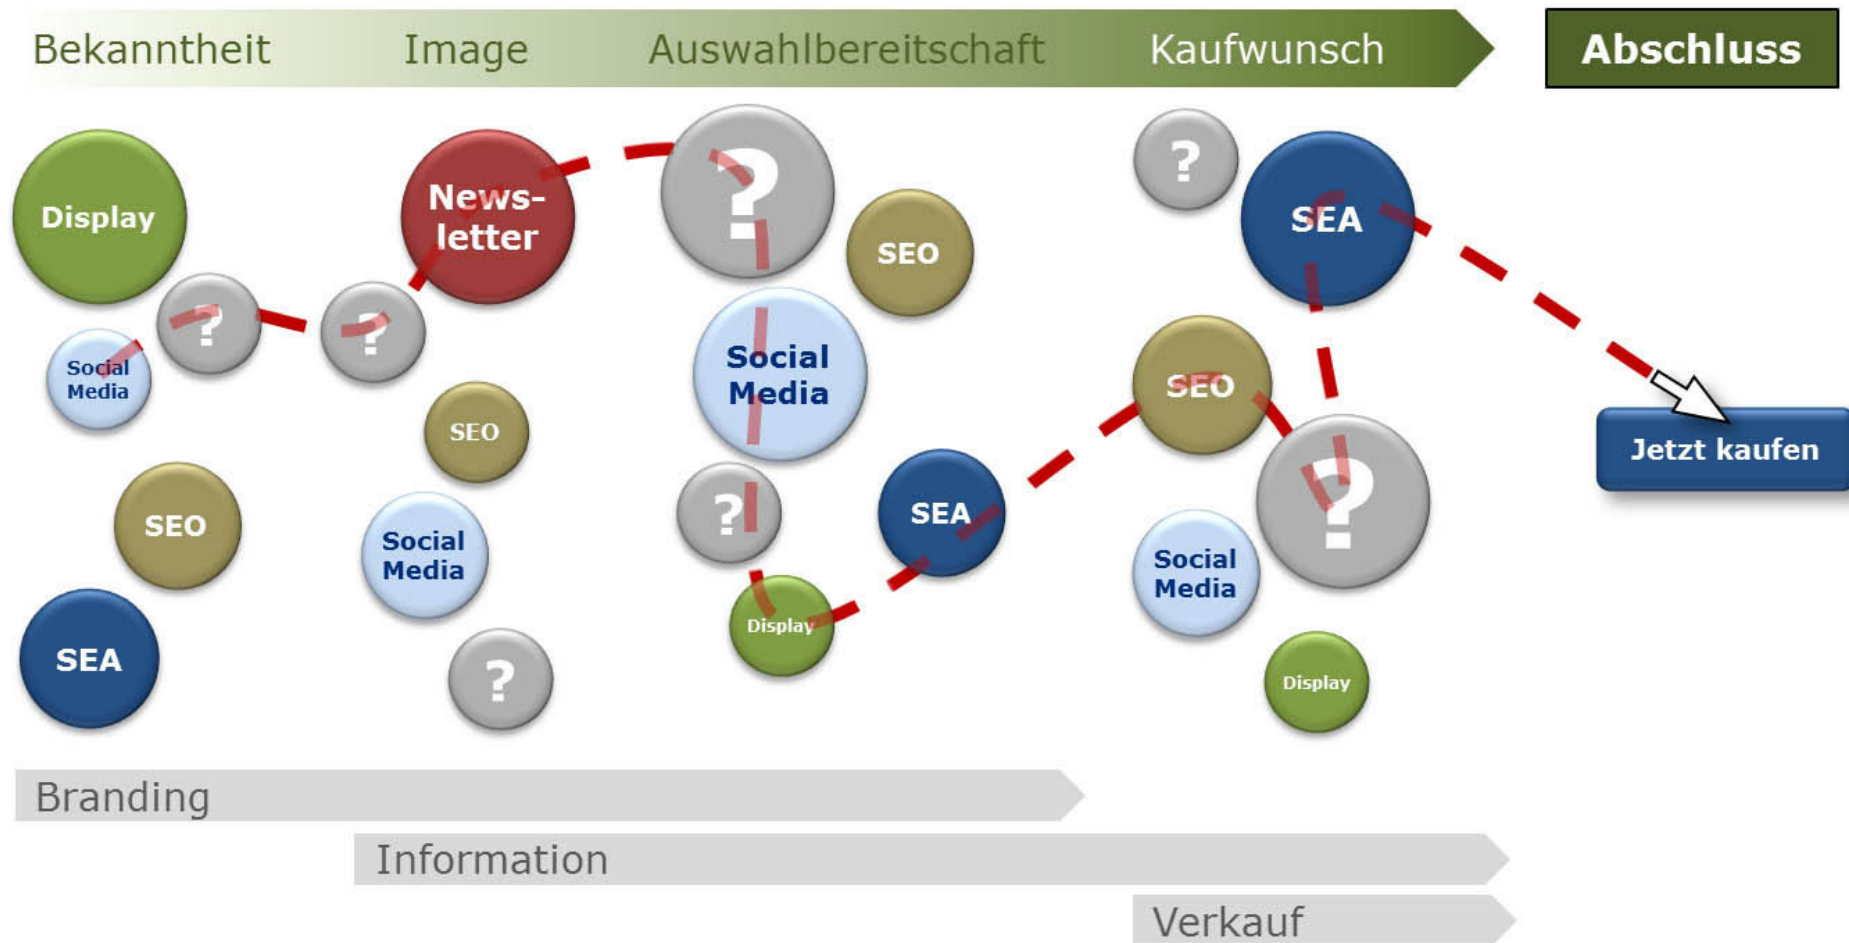 Bekanntheit
Image
Auswahlbereitschaft
Kaufwunsch
Abschluss
Display
?
Social
Media
SEO
SEA
?
News-
letter
SEO
Social
Media
?
?
SEO
Social
Media
?
SEA
Display
?
SEA
SEO
?
Social
Media
Display
Jetzt kaufen
Branding
Information
Verkauf